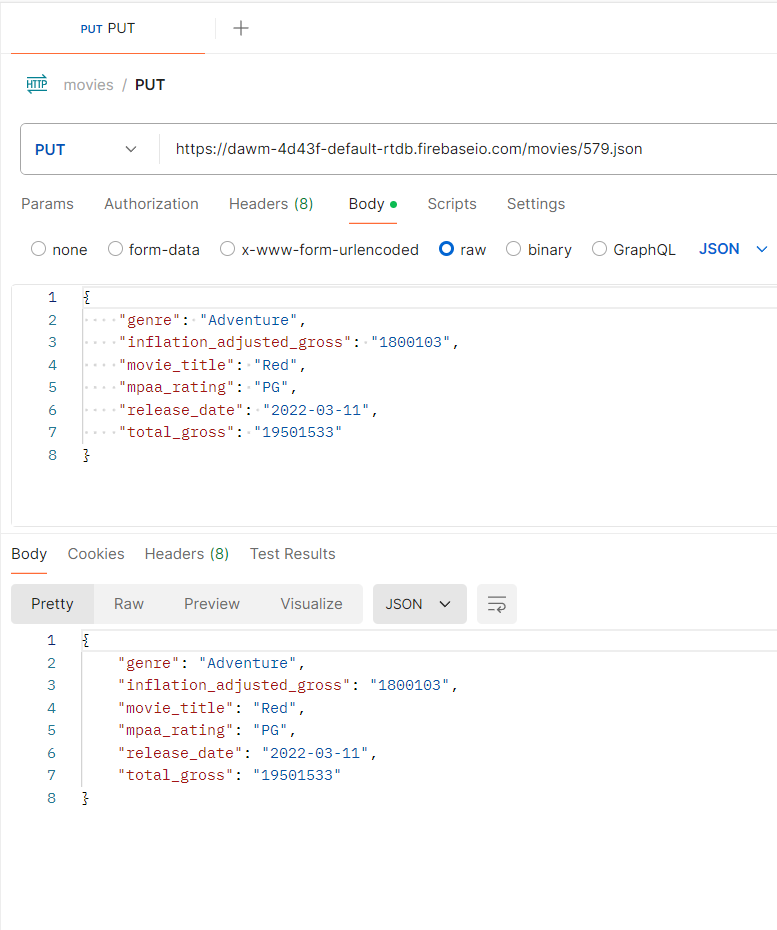 PUT PUT
HTTP movies / PUT
PUT https://dawm-4d43f-default-rtdb.firebaseio.com/movies/579.json
Params Authorization Headers (8) Body Scripts Settings
none form-data x-www-form-urlencoded raw binary GraphQL JSON
1 {
2 "genre": "Adventure",
3 "inflation_adjusted_gross": "1800103",
4 "movie_title": "Red",
5 "mpaa_rating": "PG",
6 "release_date": "2022-03-11",
7 "total_gross": "19501533"
8 }
Body Cookies Headers (8) Test Results
Pretty Raw Preview Visualize JSON
1 {
2 "genre": "Adventure",
3 "inflation_adjusted_gross": "1800103",
4 "movie_title": "Red",
5 "mpaa_rating": "PG",
6 "release_date": "2022-03-11",
7 "total_gross": "19501533"
8 }